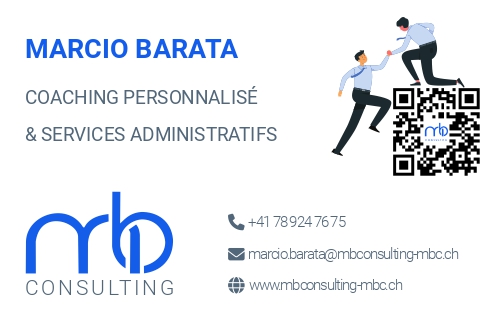 MARCIO BARATA
COACHING PERSONNALISÉ
& SERVICES ADMINISTRATIFS
mb
CONSULTING
+41 789247675
marcio.barata@mbconsulting-mbc.ch
www.mbconsulting-mbc.ch